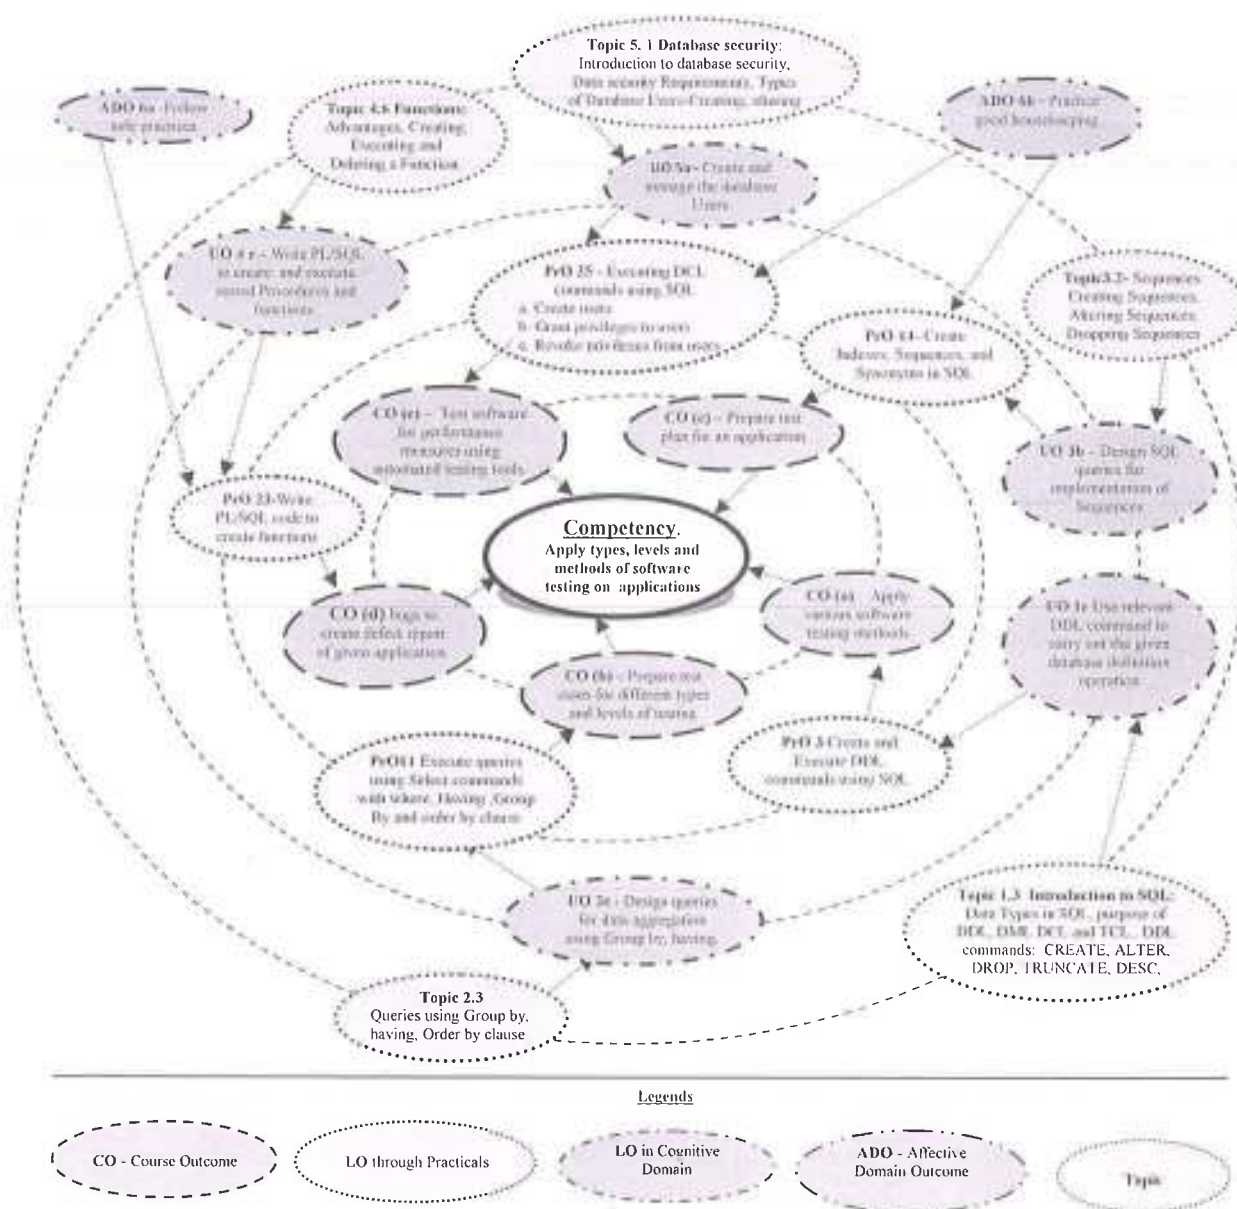 Topic 5. 1 Database security:
Introduction to database security,
Data security Requirements, Types
of Database Users-Creating, altering
ADO 6a- Follow
safe practices
Topic 4.6 Functions:
Advantages, Creating,
Executing and
Deleting a Function
ADO 6b - Practice
good housekeeping
UO 5a- Create and
manage the database
Users
UO 4 - Write PL/SQL
to create and execute
stored Procedures and
functions
PrO 25 - Executing DCL
commands using SQL
a. Create users
b. Grant privileges to users
c. Revoke privileges from users
Topic3.2- Sequences
Creating Sequences,
Altering Sequences,
Dropping Sequences
PrO 14- Create
Indexes, Sequences, and
Synonyms in SQL
CO (e) - Test software
for performance
measures using
automated testing tools
CO (c) - Prepare test
plan for an application
UO 3b - Design SQL
queries for
implementation of
Sequences
PrO 23-Write
PL/SQL code to
create functions
Competency.
Apply types, levels and
methods of software
testing on applications
CO (a) Apply
various software
testing methods
UO 1e Use relevant
DDL command to
carry out the given
database definition
operation
CO (d) bugs to
create defect report
of given application
CO (b) - Prepare test
cases for different types
and levels of testing
PrO 3-Create and
Execute DDL
commands using SQL
PrO11 Execute queries
using Select commands
with where, Having ,Group
By and order by clause
UO 2c - Design queries
for data aggregation
using Group by, having.
Topic 1.3 Introduction to SQL:
Data Types in SQL, purpose of
DDL, DML DCL and TCL, DDL
commands: CREATE, ALTER,
DROP, TRUNCATE, DESC,
Topic 2.3
Queries using Group by,
having, Order by clause
Legends
CO - Course Outcome
LO through Practicals
LO in Cognitive
Domain
ADO - Affective
Domain Outcome
Topic